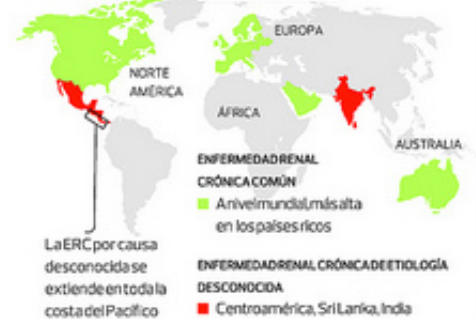 EUROPA
NORTE
AMÉRICA
ÁFRICA
AUSTRALIA
ENFERMEDAD RENAL
CRÓNICA COMÚN
A nivel mundial, más alta
en los países ricos
La ERC por causa
desconocida se
extiende en toda la
costa del Pacífico
ENFERMEDAD RENAL CRÓNICA DE ETIOLOGÍA
DESCONOCIDA
Centroamérica, Sri Lanka, India